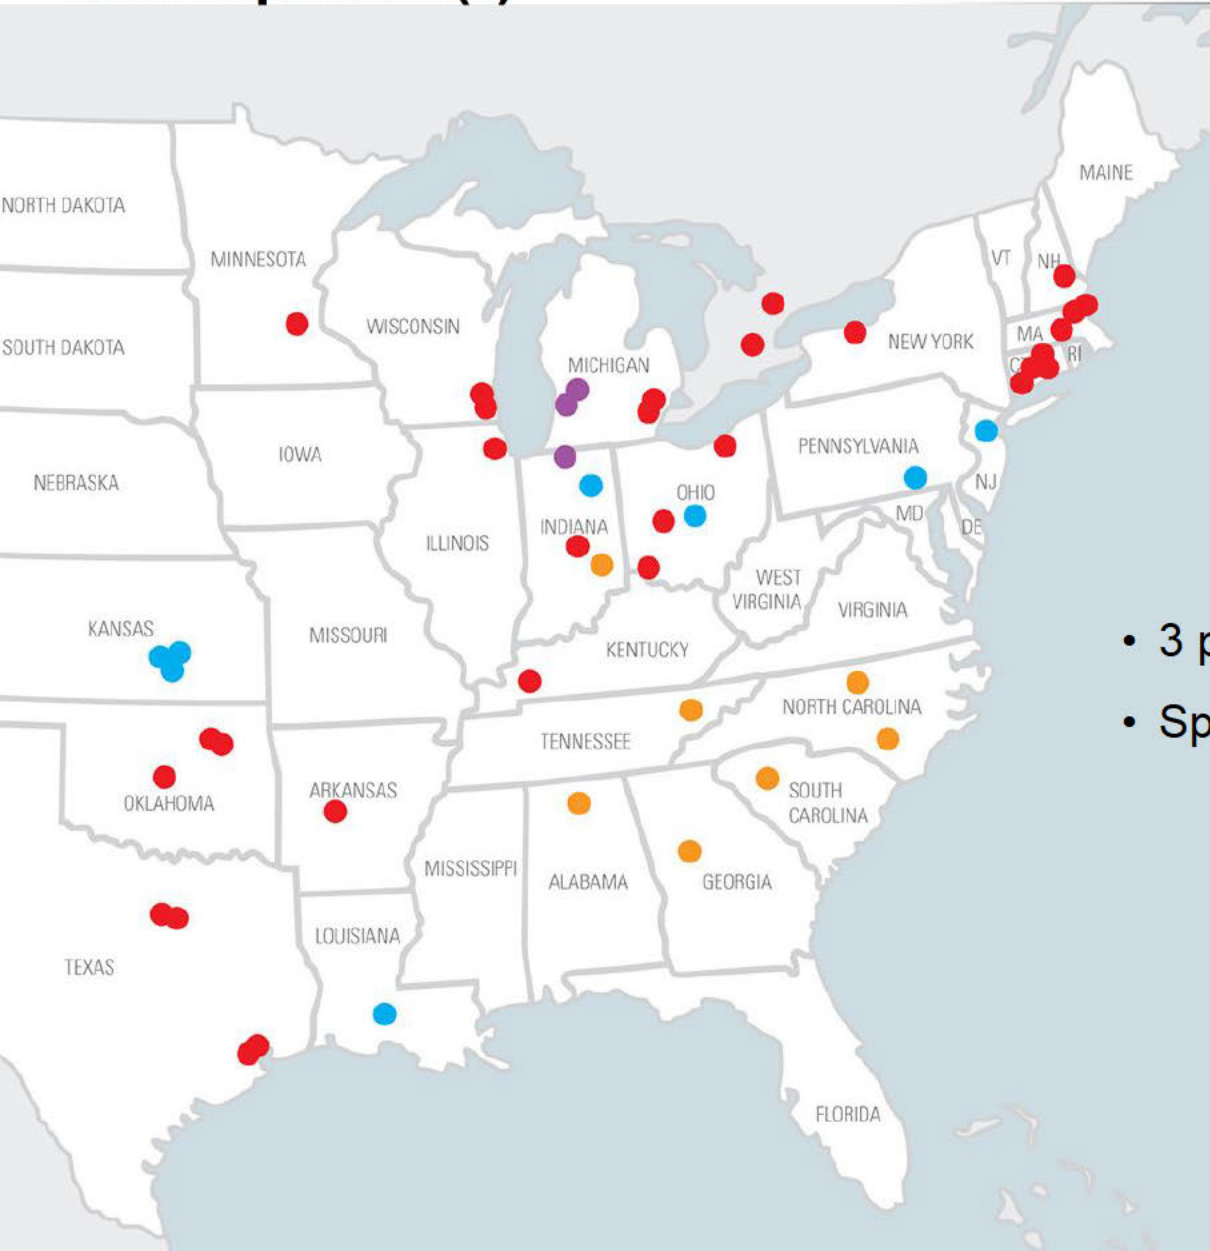 MAINE
NORTH DAKOTA
MINNESOTA
VT
NH
WISCONSIN
SOUTH DAKOTA
MA
NEW YORK
RI
MICHIGAN
PENNSYLVANIA
IOWA
NEBRASKA
NJ
OHIO
MD
INDIANA
DE
ILLINOIS
WEST
VIRGINIA
VIRGINIA
KANSAS
MISSOURI
KENTUCKY
• 3 p
NORTH CAROLINA
• Sp
TENNESSEE
ARKANSAS
SOUTH
CAROLINA
OKLAHOMA
MISSISSIPPI
ALABAMA
GEORGIA
LOUISIANA
TEXAS
FLORIDA